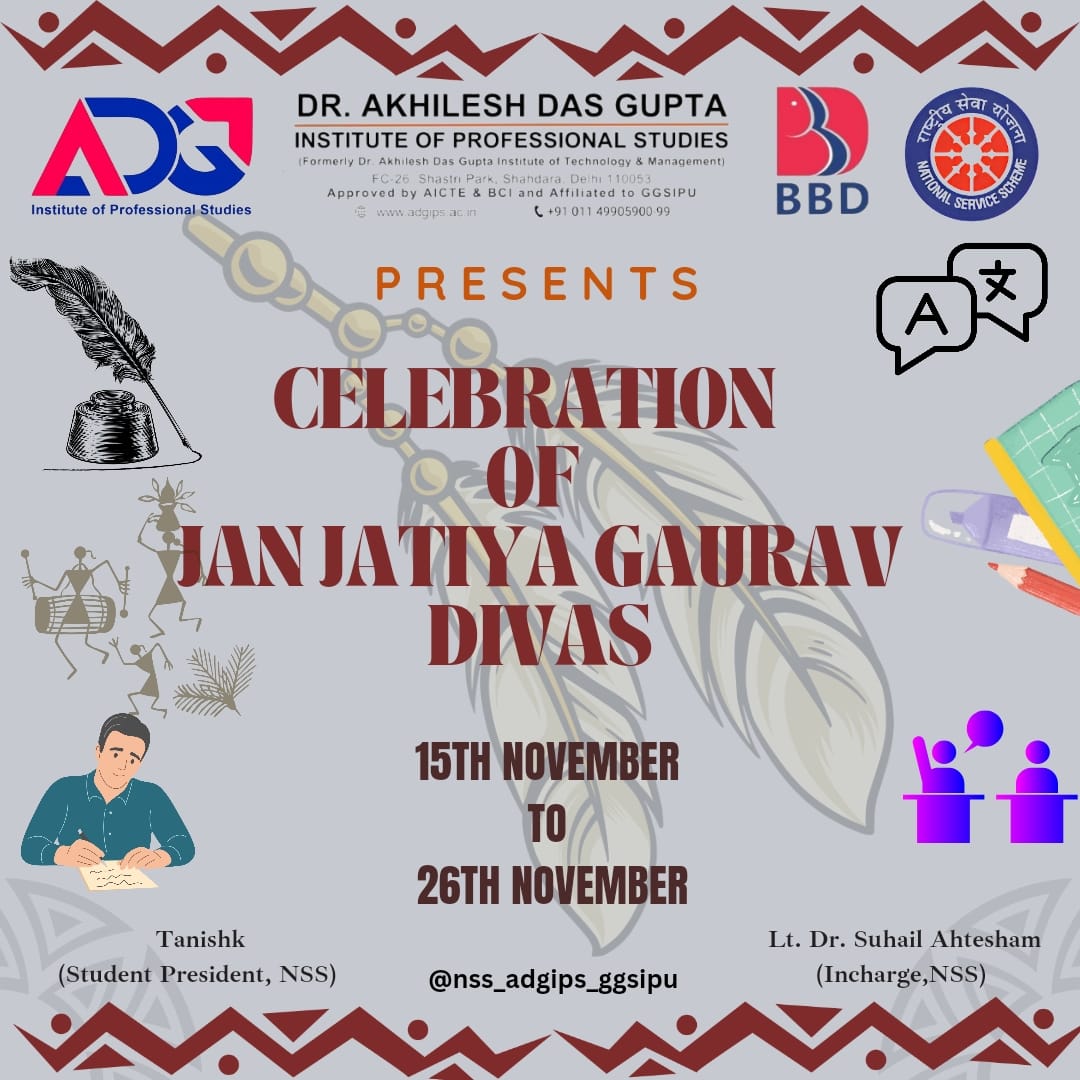 ADG
Institute of Professional Studies
DR. AKHILESH DAS GUPTA
INSTITUTE OF PROFESSIONAL STUDIES
(Formerly Dr. Akhilesh Das Gupta Institute of Technology & Management)
FC-26 Shastri Park, Shahdara, Delhi 110053
Approved by AICTE & BCI and Affiliated to GGSIPU
www.adgips.ac.in +91 011 49905900 99
BBD
राष्ट्रीय सेवा योजना
NATIONAL SERVICE SCHEME
PRESENTS
A 文
CELEBRATION
OF
JAN JATIYA GAURAV
DIVAS
15TH NOVEMBER
TO
26TH NOVEMBER
Tanishk
(Student President, NSS)
@nss_adgips_ggsipu
Lt. Dr. Suhail Ahtesham
(Incharge,NSS)